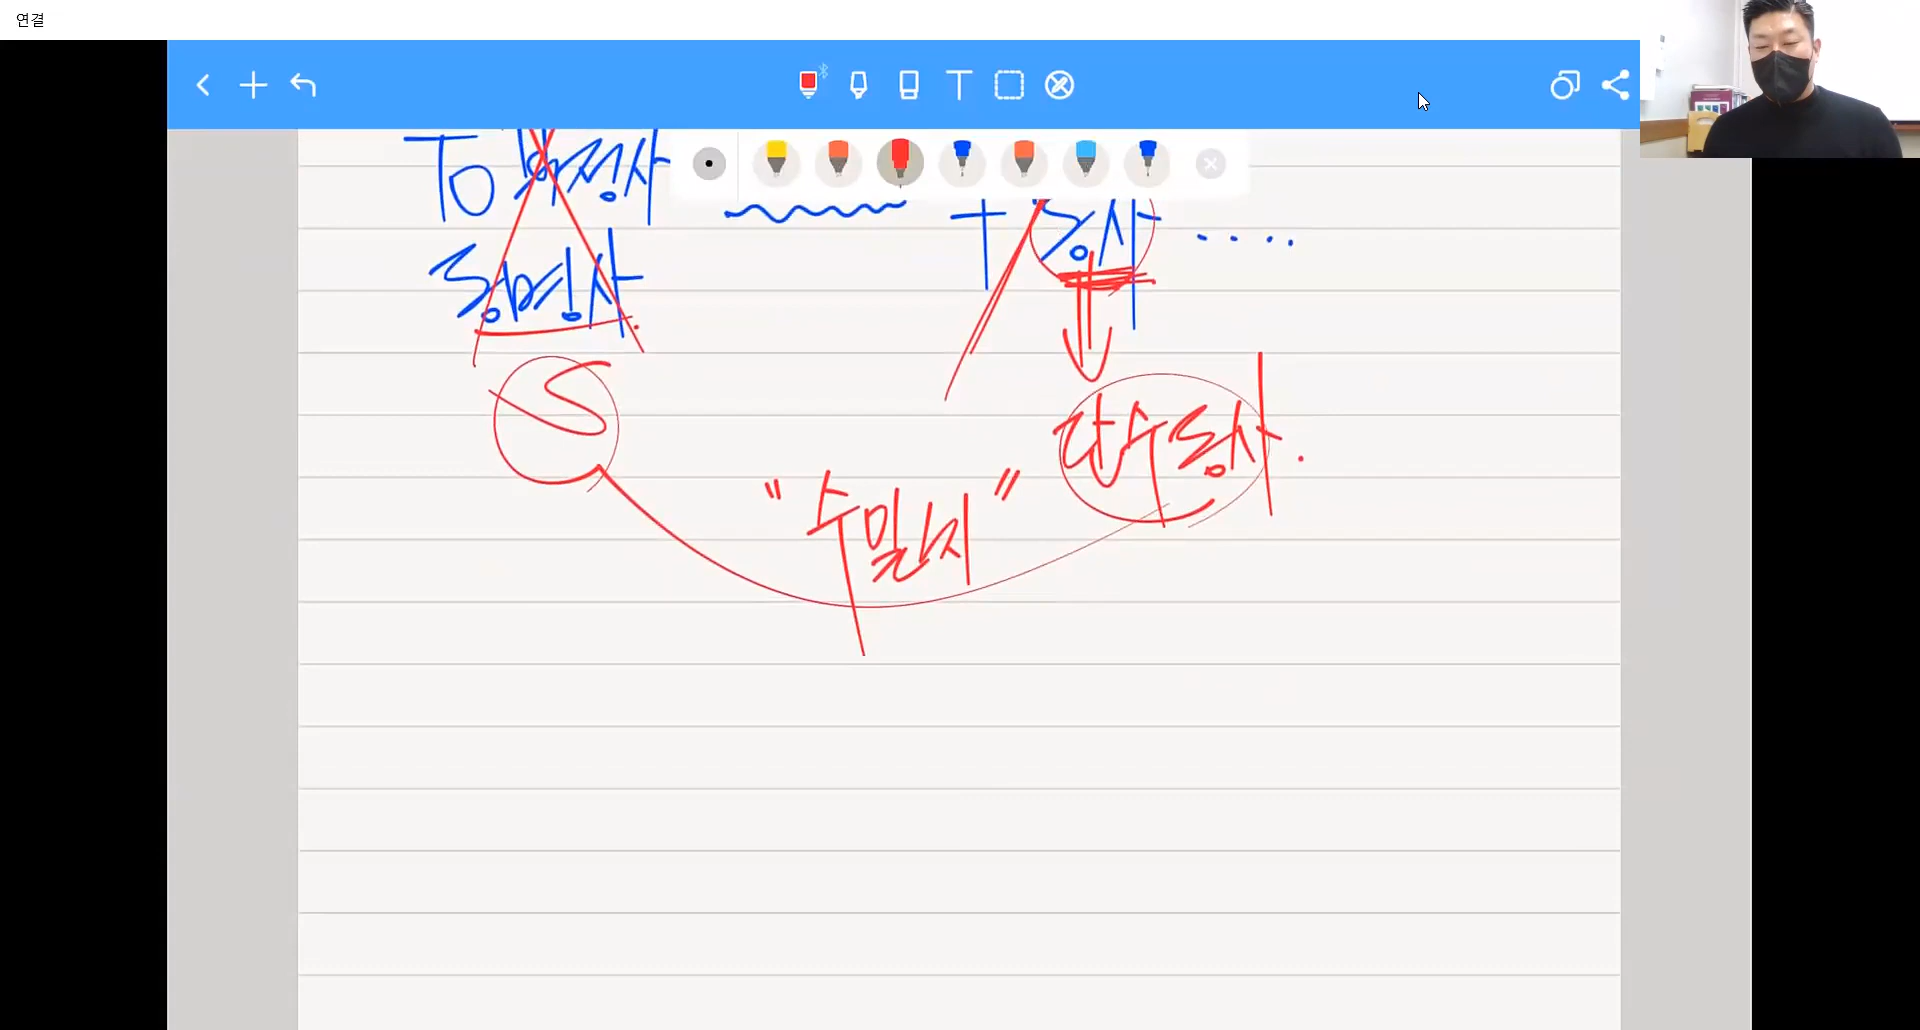 연결
T
To 부정사
동명사
+ 동사 ....
S
단수동사.
"수일치"